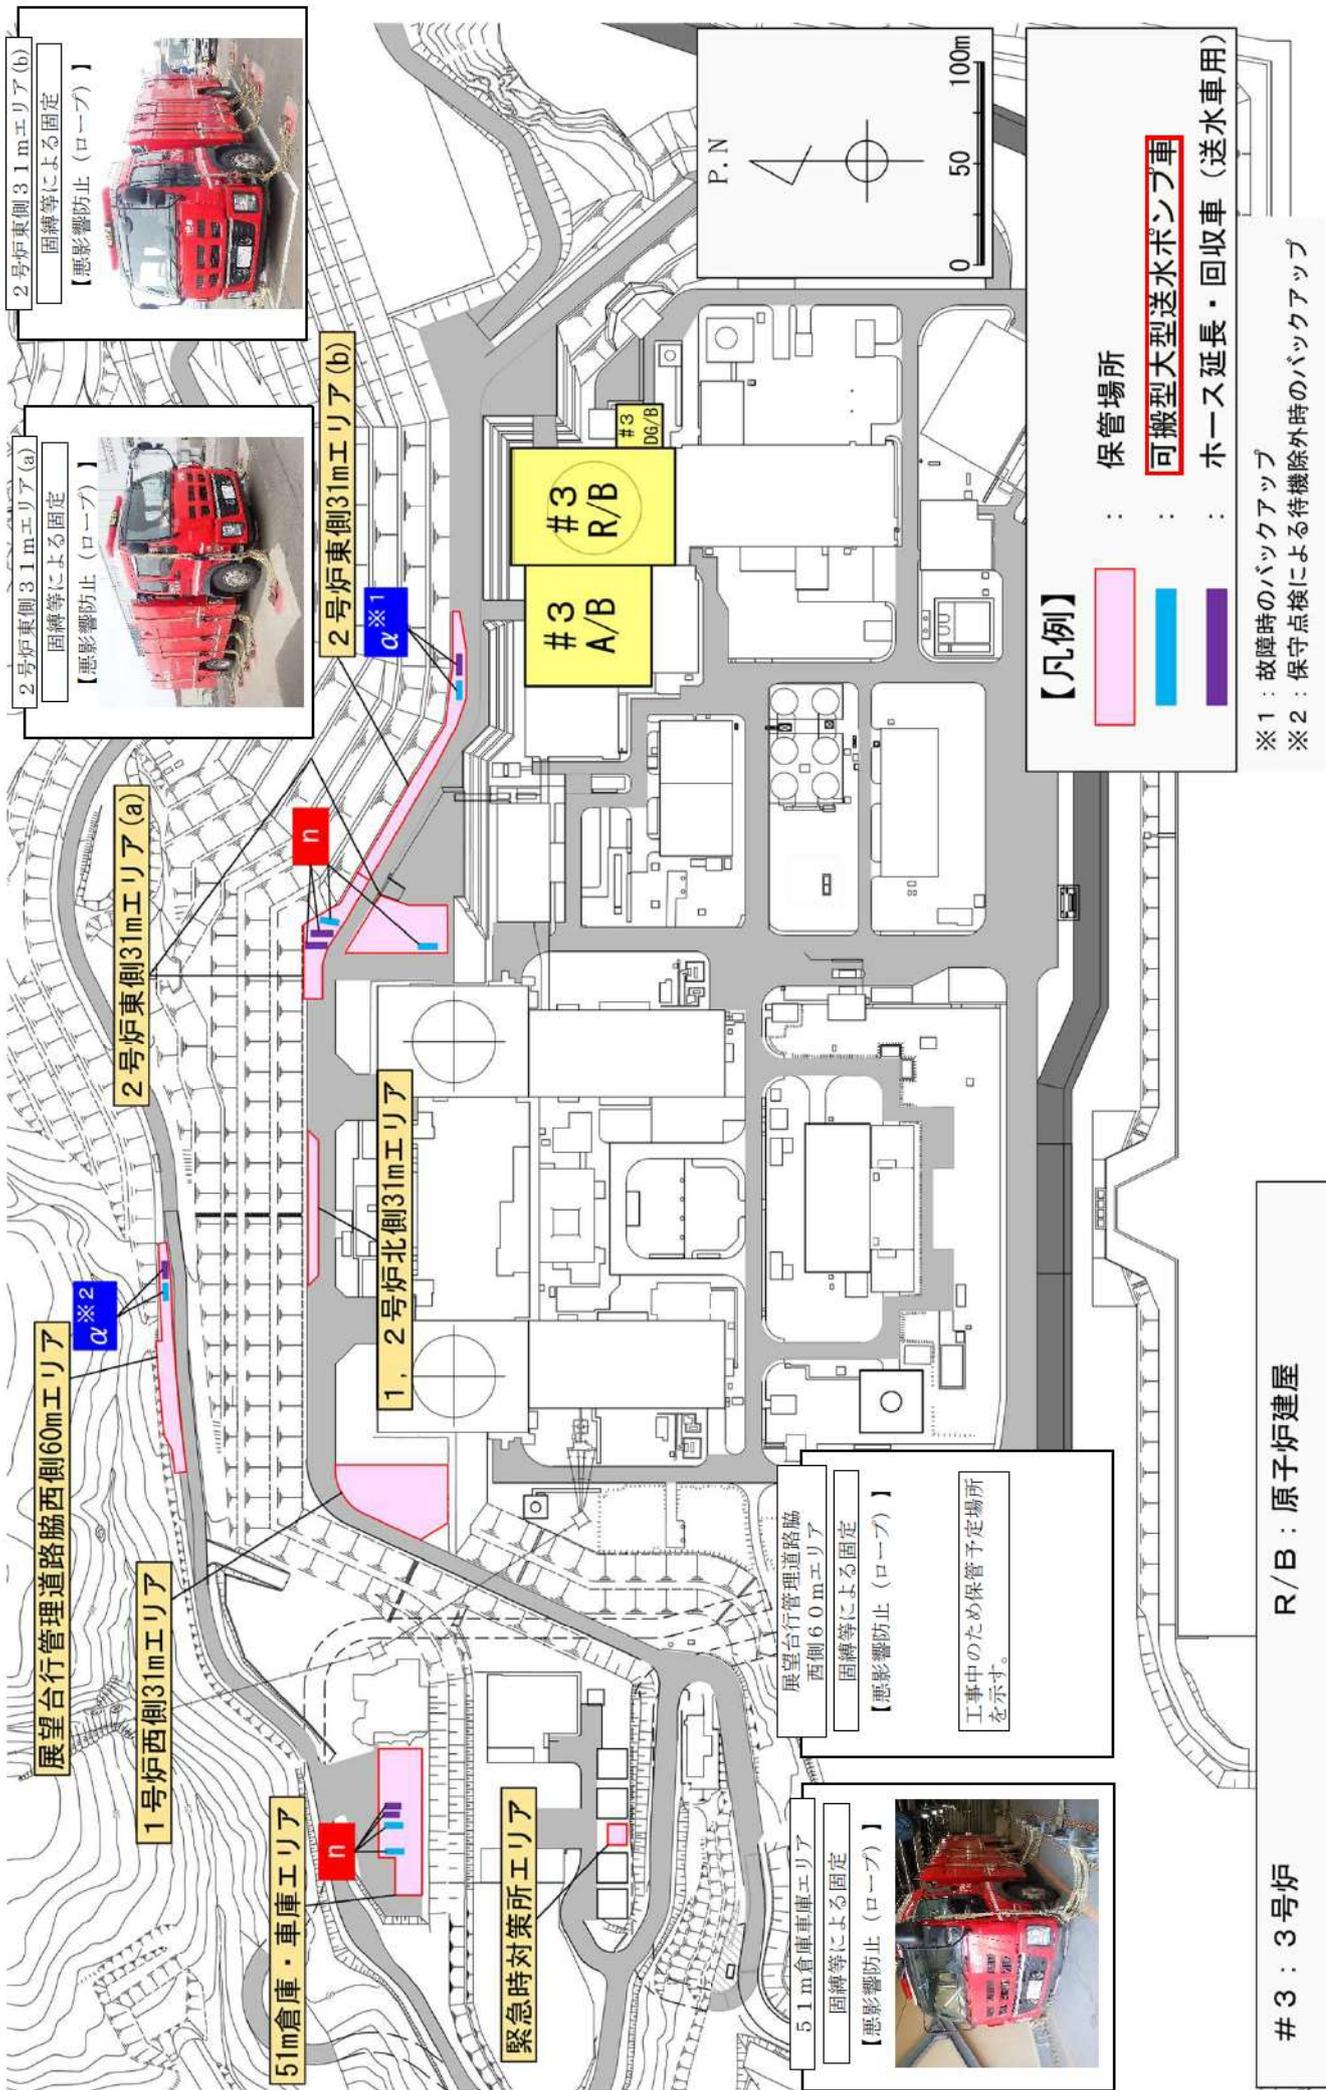 2号炉東側31mエリア(b)
固縛等による固定
【悪影響防止(ロープ)】
2号炉東側31mエリア(a)
固縛等による固定
【悪影響防止(ロープ)】
展望台行管理道路脇西側60mエリア
α※2
1号炉西側31mエリア
51m倉庫・車庫エリア
n
緊急時対策所エリア
1, 2号炉北側31mエリア
2号炉東側31mエリア(a)
n
2号炉東側31mエリア(b)
α※1
#3
A/B
#3
R/B
#3
DG/B
P.N
0 50 100m
【凡例】
: 保管場所
: 可搬型大型送水ポンプ車
: ホース延長・回収車(送水車用)
※1:故障時のバックアップ
※2:保守点検による待機除外時のバックアップ
51m倉庫車庫エリア
固縛等による固定
【悪影響防止(ロープ)】
展望台行管理道路脇
西側60mエリア
固縛等による固定
【悪影響防止(ロープ)】
工事中のため保管予定場所
を示す。
#3:3号炉 R/B:原子炉建屋